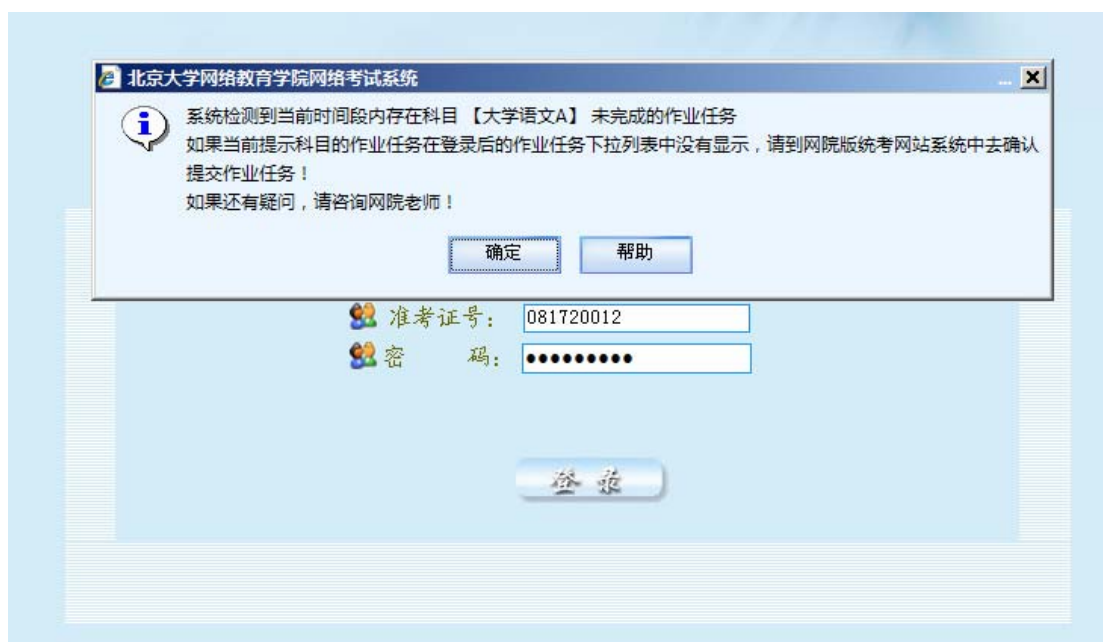 北京大学网络教育学院网络考试系统
系统检测到当前时间段内存在科目 【大学语文A】 未完成的作业任务
如果当前提示科目的作业任务在登录后的作业任务下拉列表中没有显示，请到网院版统考网站系统中去确认
提交作业任务！
如果还有疑问，请咨询网院老师！
确定 帮助
准考证号： 081720012
密 码： ●●●●●●●●●
登录